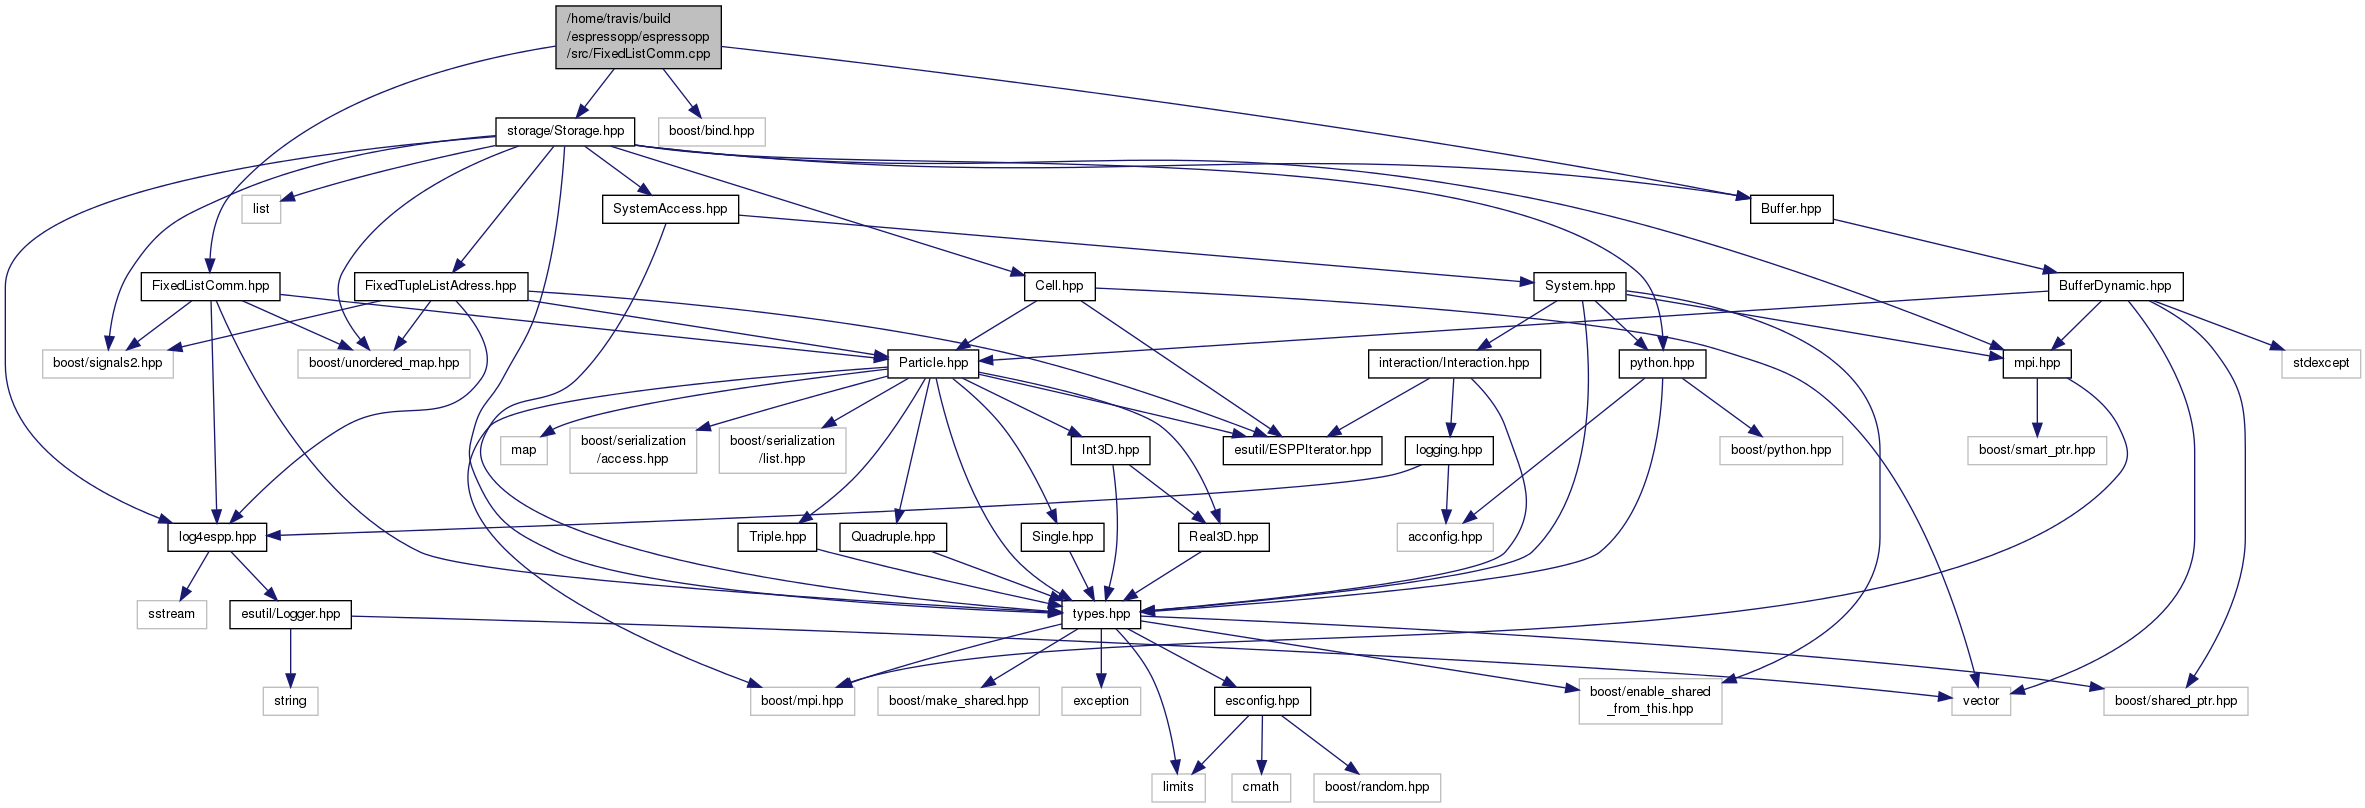 /home/travis/build
/espressopp/espressopp
/src/FixedListComm.cpp
storage/Storage.hpp
boost/bind.hpp
list
SystemAccess.hpp
Buffer.hpp
FixedListComm.hpp
FixedTupleListAdress.hpp
Cell.hpp
System.hpp
BufferDynamic.hpp
boost/signals2.hpp
boost/unordered_map.hpp
Particle.hpp
interaction/Interaction.hpp
python.hpp
mpi.hpp
stdexcept
map
boost/serialization
/access.hpp
boost/serialization
/list.hpp
Int3D.hpp
esutil/ESPPIterator.hpp
logging.hpp
boost/python.hpp
boost/smart_ptr.hpp
log4espp.hpp
Triple.hpp
Quadruple.hpp
Single.hpp
Real3D.hpp
acconfig.hpp
sstream
esutil/Logger.hpp
types.hpp
string
boost/mpi.hpp
boost/make_shared.hpp
exception
esconfig.hpp
boost/enable_shared
_from_this.hpp
vector
boost/shared_ptr.hpp
limits
cmath
boost/random.hpp